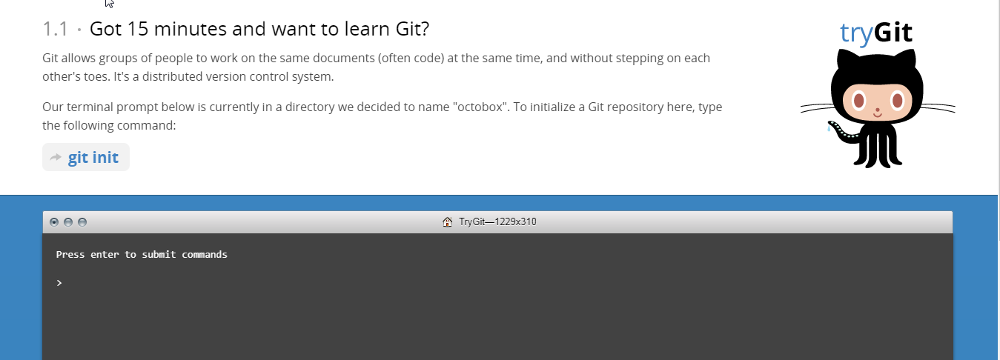 1.1 · Got 15 minutes and want to learn Git?
tryGit
Git allows groups of people to work on the same documents (often code) at the same time, and without stepping on each
other's toes. It's a distributed version control system.
Our terminal prompt below is currently in a directory we decided to name "octobox". To initialize a Git repository here, type
the following command:
git init
TryGit—1229x310
Press enter to submit commands
>